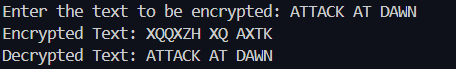 Enter the text to be encrypted: ATTACK AT DAWN
Encrypted Text: XQQXZH XQ AXTK
Decrypted Text: ATTACK AT DAWN